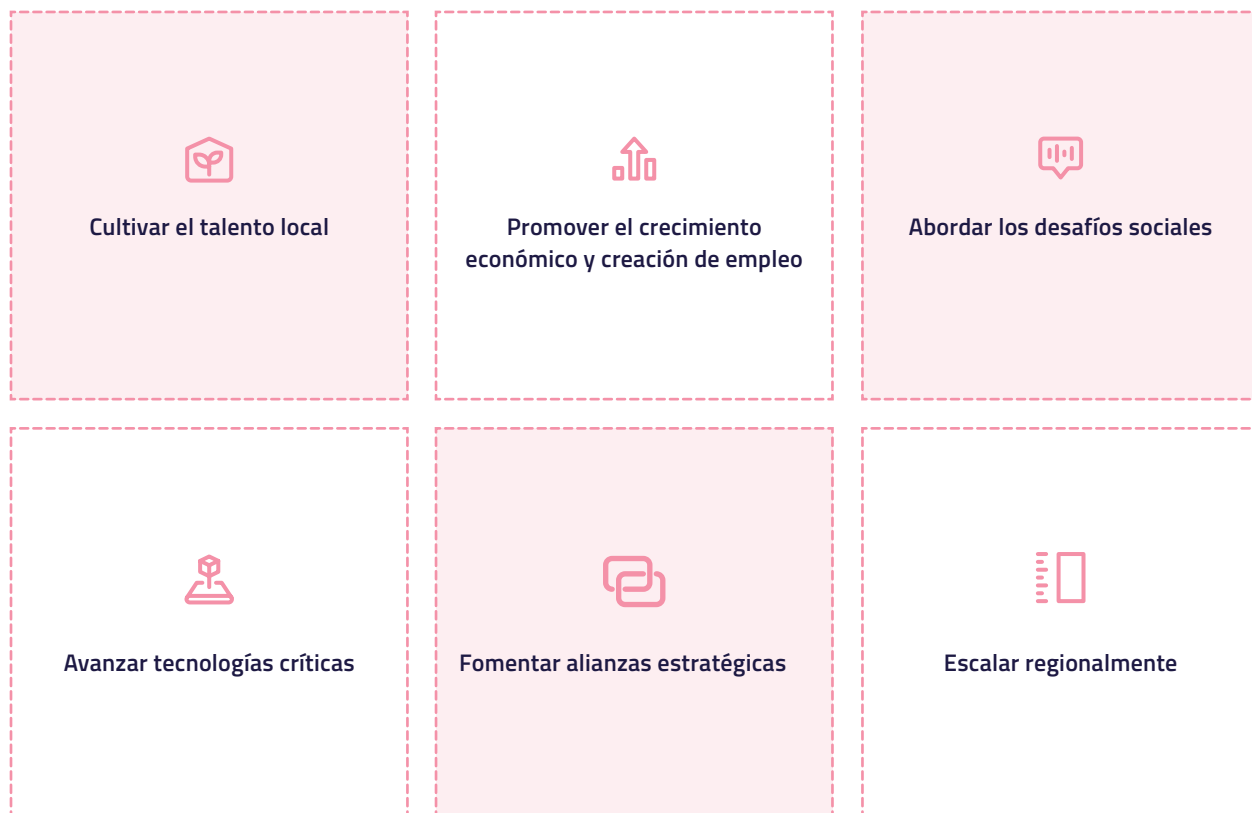 Cultivar el talento local
Promover el crecimiento
económico y creación de empleo
Abordar los desafíos sociales
Avanzar tecnologías críticas
Fomentar alianzas estratégicas
Escalar regionalmente